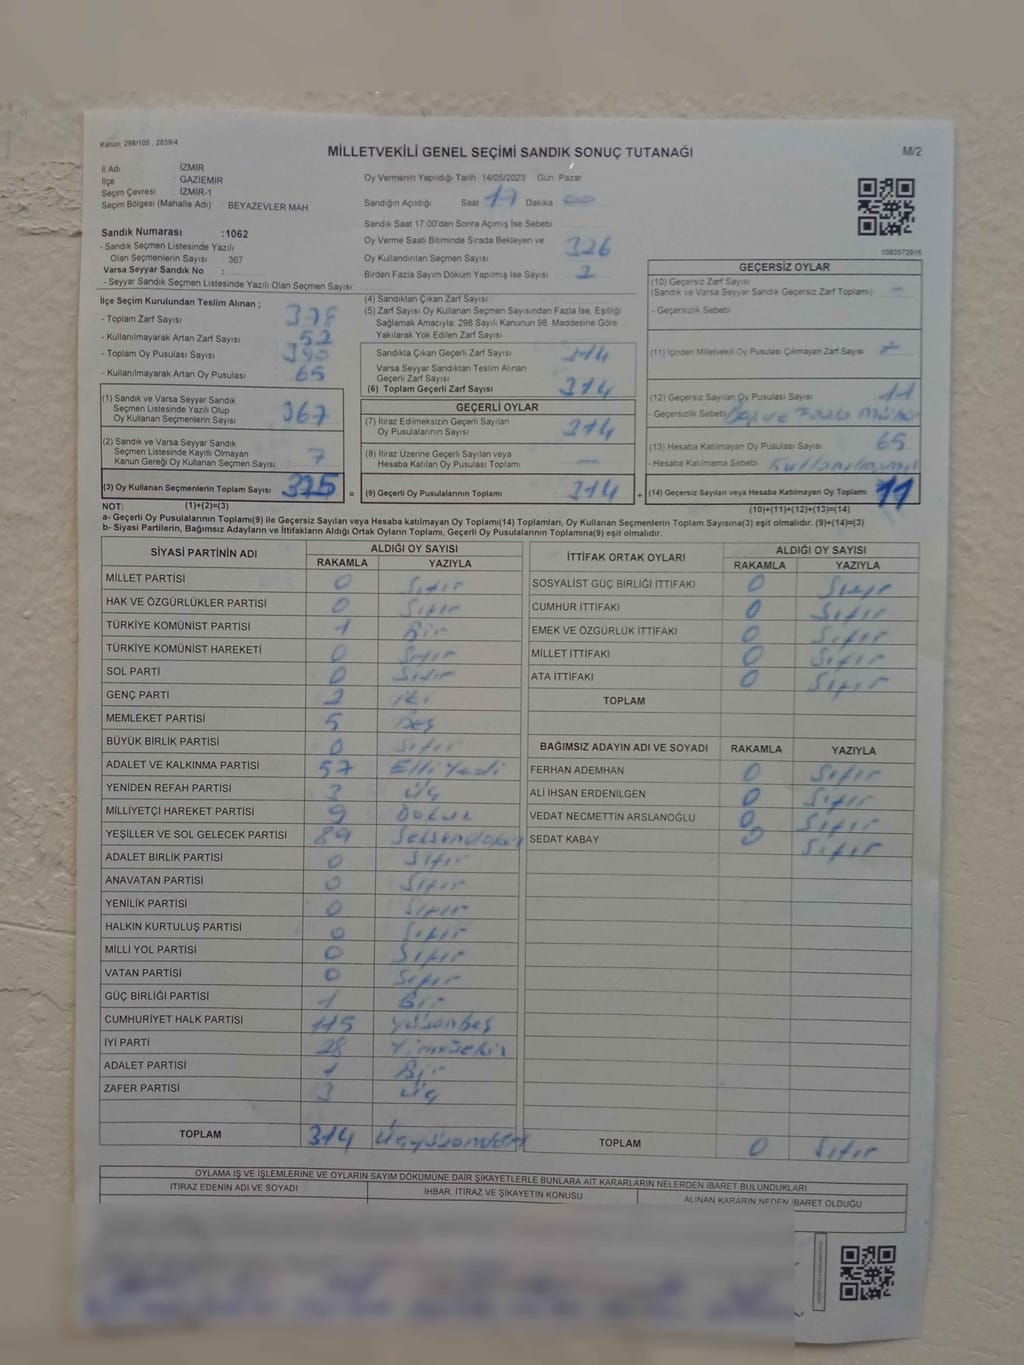 Kanun: 298/105 , 2839/4
MİLLETVEKİLİ GENEL SEÇİMİ SANDIK SONUÇ TUTANAĞI
M/2
İl Adı İZMİR
İlçe : GAZİEMİR
Seçim Çevresi İZMİR-1
Seçim Bölgesi (Mahalle Adı) : BEYAZEVLER MAH
Sandık Numarası :1062
- Sandık Seçmen Listesinde Yazılı
Olan Seçmenlerin Sayısı : 367
Varsa Seyyar Sandık No :
- Seyyar Sandık Seçmen Listesinde Yazılı Olan Seçmen Sayısı :
Oy Vermenin Yapıldığı Tarih :14/05/2023 Gün: Pazar
Sandığın Açıldığı Saat 17 Dakika 00
Sandık Saat 17:00'den Sonra Açımış İse Sebebi
Oy Verme Saati Bitiminde Sırada Bekleyen ve
Oy Kullandırılan Seçmen Sayısı 326
Birden Fazla Sayım Döküm Yapılmış İse Sayısı
1083572916
İlçe Seçim Kurulundan Teslim Alınan ;
- Toplam Zarf Sayısı 378
- Kullanılmayarak Artan Zarf Sayısı 52
- Toplam Oy Pusulası Sayısı 390
- Kullanılmayarak Artan Oy Pusulası 65
(1) Sandık ve Varsa Seyyar Sandık
Seçmen Listesinde Yazılı Olup
Oy Kullanan Seçmenlerin Sayısı 367
(2) Sandık ve Varsa Seyyar Sandık
Seçmen Listesinde Kayıtlı Olmayan
Kanun Gereği Oy Kullanan Seçmen Sayısı 7
(3) Oy Kullanan Seçmenlerin Toplam Sayısı 375 =
(4) Sandıktan Çıkan Zarf Sayısı
(5) Zarf Sayısı Oy Kullanan Seçmen Sayısından Fazla İse, Eşitliği
Sağlamak Amacıyla; 298 Sayılı Kanunun 98. Maddesine Göre
Yakılarak Yok Edilen Zarf Sayısı
Sandıkta Çıkan Geçerli Zarf Sayısı 314
Varsa Seyyar Sandıktan Teslim Alınan
Geçerli Zarf Sayısı
(6) Toplam Geçerli Zarf Sayısı 314
GEÇERLİ OYLAR
(7) İtiraz Edilmeksizin Geçerli Sayılan
Oy Pusulalarının Sayısı 314
(8) İtiraz Üzerine Geçerli Sayılan veya
Hesaba Katılan Oy Pusulası Toplamı —
(9) Geçerli Oy Pusulalarının Toplamı 314 +
GEÇERSİZ OYLAR
(10) Geçersiz Zarf Sayısı
(Sandık ve Varsa Seyyar Sandık Geçersiz Zarf Toplamı) –
- Geçersizlik Sebebi
(11) İçinden Milletvekili Oy Pusulası Çıkmayan Zarf Sayısı
(12) Geçersiz Sayılan Oy Pusulası Sayısı 11
- Geçersizlik Sebebi ve Fazla
(13) Hesaba Katılmayan Oy Pusulası Sayısı 65
- Hesaba Katılmama Sebebi
(14) Geçersiz Sayılan veya Hesaba Katılmayan Oy Toplamı 11
NOT: (1)+(2)=(3)
(10)+(11)+(12)+(13)=(14)
a- Geçerli Oy Pusulalarının Toplamı(9) ile Geçersiz Sayılan veya Hesaba katılmayan Oy Toplamı(14) Toplamları, Oy Kullanan Seçmenlerin Toplam Sayısına(3) eşit olmalıdır. (9)+(14)=(3)
b- Siyasi Partilerin, Bağımsız Adayların ve İttifakların Aldığı Ortak Oyların Toplamı, Geçerli Oy Pusulalarının Toplamına(9) eşit olmalıdır.
SİYASİ PARTİNİN ADI ALDIĞI OY SAYISI
RAKAMLA YAZIYLA
MİLLET PARTİSİ 0 Sıfır
HAK VE ÖZGÜRLÜKLER PARTİSİ 0 Sıfır
TÜRKİYE KOMÜNİST PARTİSİ 1 Bir
TÜRKİYE KOMÜNİST HAREKETİ 0 Sıfır
SOL PARTİ 0 Sıfır
GENÇ PARTİ 2 İki
MEMLEKET PARTİSİ 5 Beş
BÜYÜK BİRLİK PARTİSİ 0 Sıfır
ADALET VE KALKINMA PARTİSİ 57 Elli Yedi
YENİDEN REFAH PARTİSİ 3 Üç
MİLLİYETÇİ HAREKET PARTİSİ 9 Dokuz
YEŞİLLER VE SOL GELECEK PARTİSİ 89 Seksendokuz
ADALET BİRLİK PARTİSİ 0 Sıfır
ANAVATAN PARTİSİ 0 Sıfır
YENİLİK PARTİSİ 0 Sıfır
HALKIN KURTULUŞ PARTİSİ 0 Sıfır
MİLLİ YOL PARTİSİ 0 Sıfır
VATAN PARTİSİ 0 Sıfır
GÜÇ BİRLİĞİ PARTİSİ 1 Bir
CUMHURİYET HALK PARTİSİ 115 Yüzonbeş
İYİ PARTİ 28 Yirmisekiz
ADALET PARTİSİ 1 Bir
ZAFER PARTİSİ 3 Üç
TOPLAM 314 Üçyüzondört
İTTİFAK ORTAK OYLARI ALDIĞI OY SAYISI
RAKAMLA YAZIYLA
SOSYALİST GÜÇ BİRLİĞİ İTTİFAKI 0 Sıfır
CUMHUR İTTİFAKI 0 Sıfır
EMEK VE ÖZGÜRLÜK İTTİFAKI 0 Sıfır
MİLLET İTTİFAKI 0 Sıfır
ATA İTTİFAKI 0 Sıfır
TOPLAM
BAĞIMSIZ ADAYIN ADI VE SOYADI RAKAMLA YAZIYLA
FERHAN ADEMHAN 0 Sıfır
ALİ İHSAN ERDENİLGEN 0 Sıfır
VEDAT NECMETTİN ARSLANOĞLU 0 Sıfır
SEDAT KABAY 0 Sıfır
TOPLAM 0 Sıfır
OYLAMA İŞ VE İŞLEMLERİNE VE OYLARIN SAYIM DÖKÜMÜNE DAİR ŞİKAYETLERLE BUNLARA AİT KARARLARIN NELERDEN İBARET BULUNDUKLARI
İTİRAZ EDENİN ADI VE SOYADI İHBAR, İTİRAZ VE ŞİKAYETİN KONUSU ALINAN KARARIN NEDEN İBARET OLDUĞU